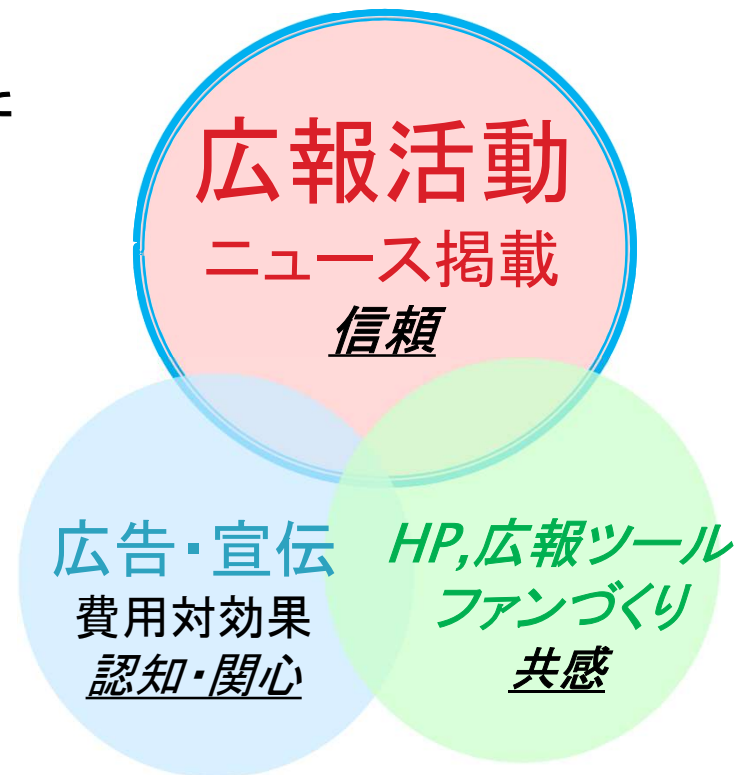 広報活動
ニュース掲載
信頼
広告・宣伝
費用対効果
認知・関心
HP,広報ツール
ファンづくり
共感